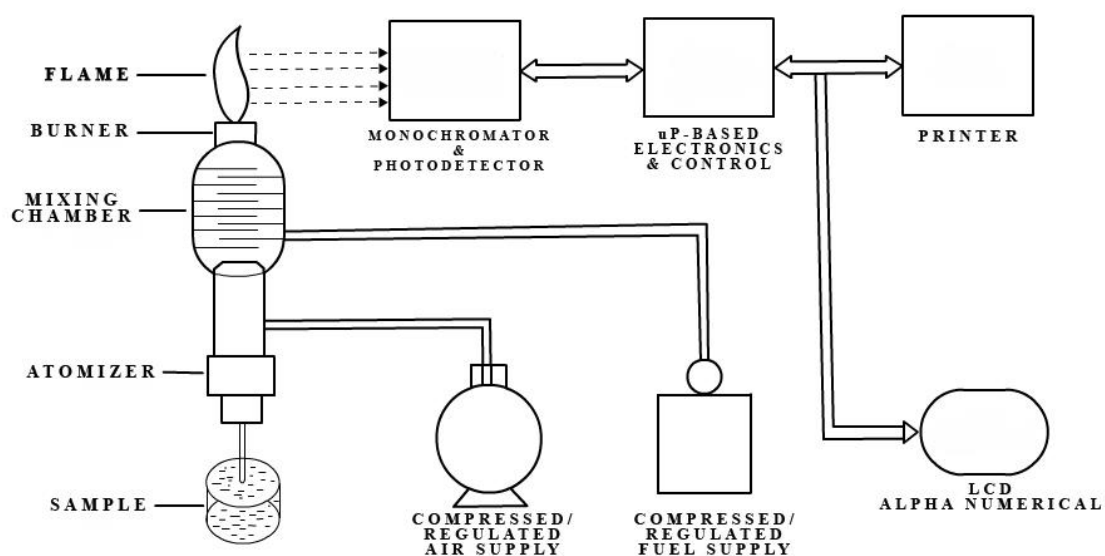 FLAME
BURNER
MIXING
CHAMBER
ATOMIZER
SAMPLE
MONOCHROMATOR
&
PHOTODETECTOR
uP-BASED
ELECTRONICS
& CONTROL
PRINTER
COMPRESSED/
REGULATED
AIR SUPPLY
COMPRESSED/
REGULATED
FUEL SUPPLY
LCD
ALPHA NUMERICAL